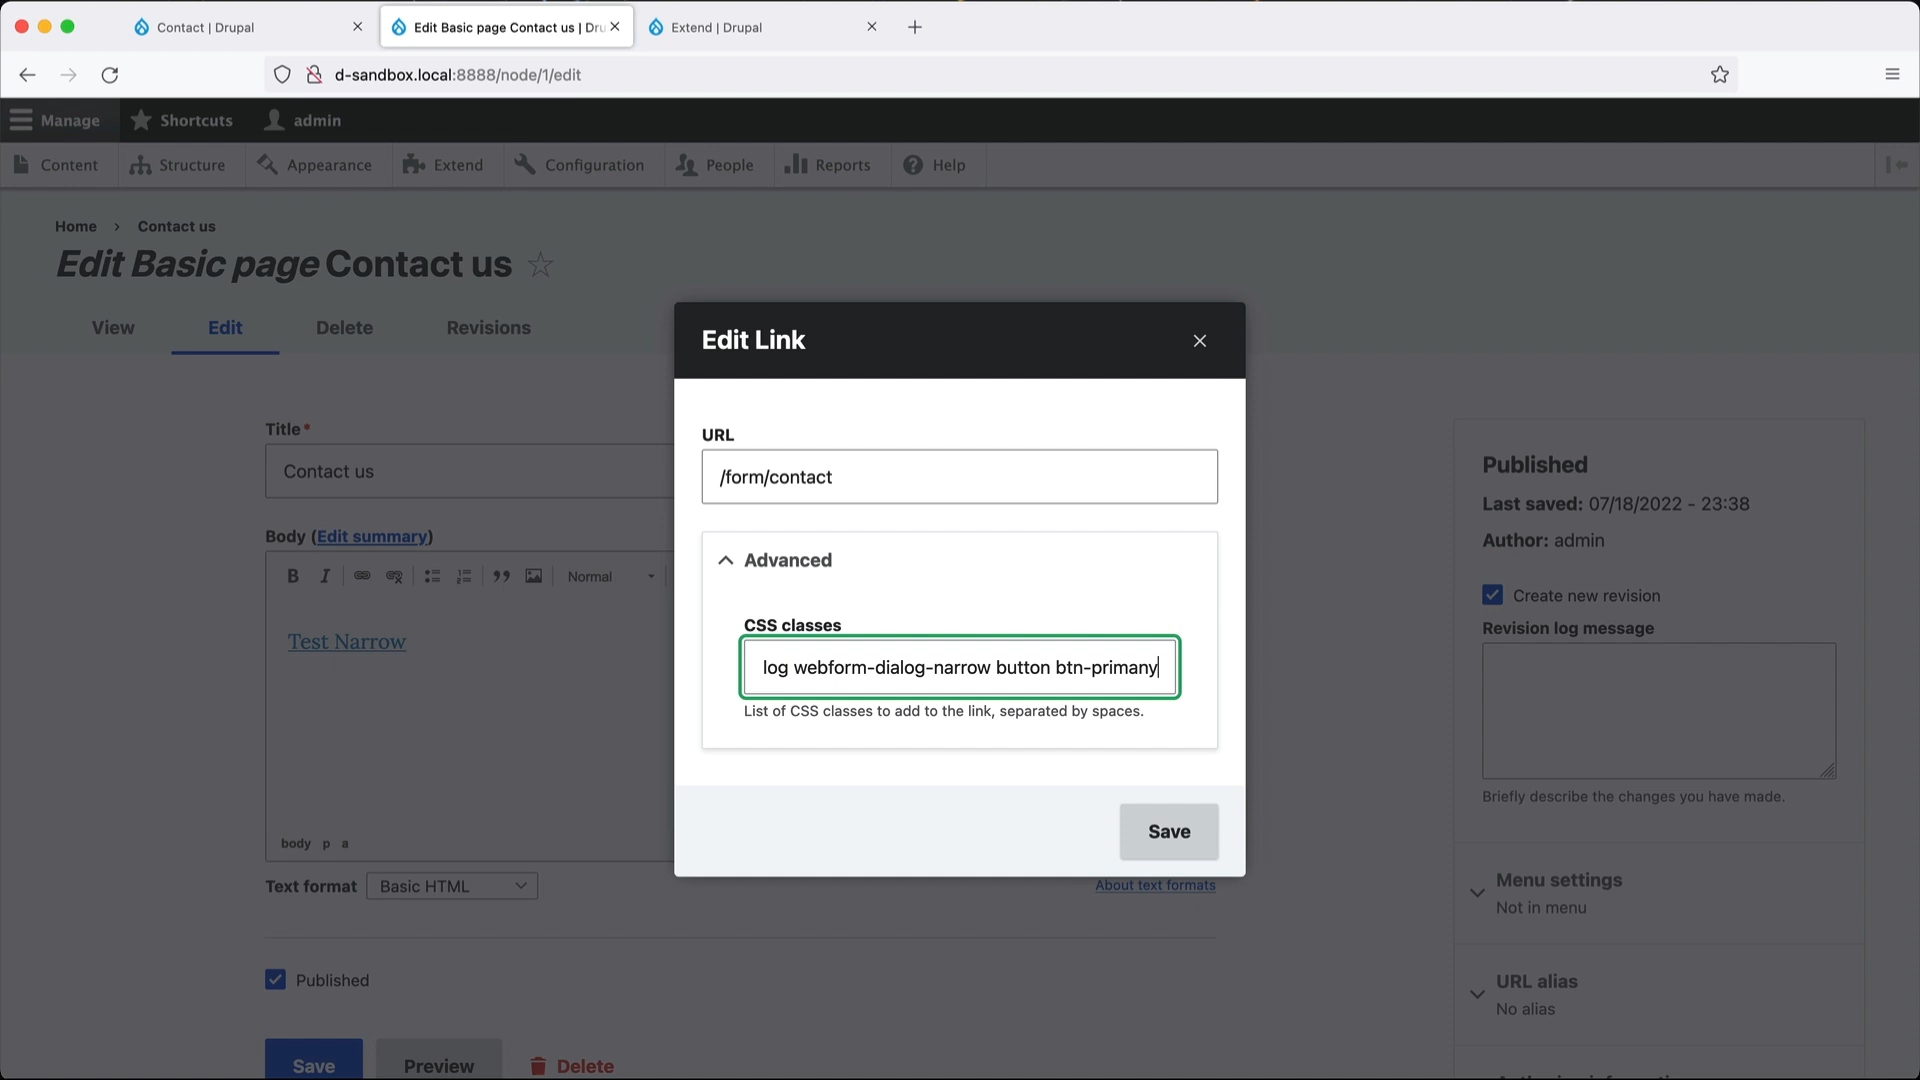 Contact | Drupal
Edit Basic page Contact us | Dru
Extend | Drupal
d-sandbox.local:8888/node/1/edit
Manage
Shortcuts
admin
Content
Structure
Appearance
Extend
Configuration
People
Reports
Help
Home › Contact us
Edit Basic page Contact us
View
Edit
Delete
Revisions
Edit Link
URL
/form/contact
Advanced
CSS classes
log webform-dialog-narrow button btn-primany
List of CSS classes to add to the link, separated by spaces.
Save
Title*
Contact us
Body (Edit summary)
B I
Normal
Test Narrow
body p a
Text format
Basic HTML
About text formats
Published
Save
Preview
Delete
Published
Last saved: 07/18/2022 - 23:38
Author: admin
Create new revision
Revision log message
Briefly describe the changes you have made.
Menu settings
Not in menu
URL alias
No alias